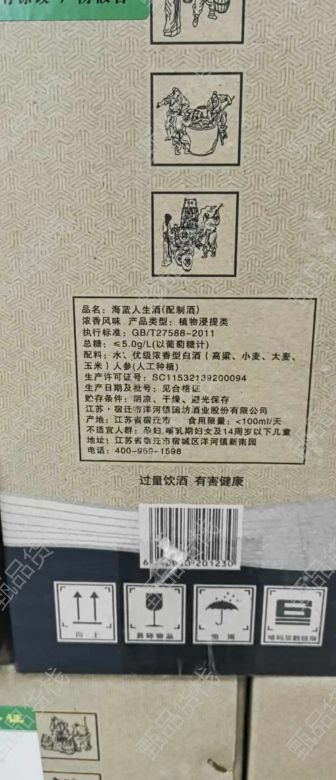 品名：海蓝人生酒(配制酒)
浓香风味 产品类型：植物浸提类
执行标准：GB/T27588-2011
总糖：≤5.0g/L(以葡萄糖计)
配料：水、优级浓香型白酒（高粱、小麦、大麦、
玉米）人参(人工种植)
生产许可证号：SC11532139200094
生产日期及批号：见合格证
贮存条件：阴凉、干燥、避光保存
江苏·宿迁市洋河镇国坊酒业股份有限公司
产地：江苏省宿迁市 食用限量：<100ml/天
不适宜人群：孕妇、哺乳期妇女及14周岁以下儿童
地址：江苏省宿迁市宿城区洋河镇新南园
电话：400-959-1598
过量饮酒 有害健康
201230
向上
易碎物品
怕雨
堆码层数极限